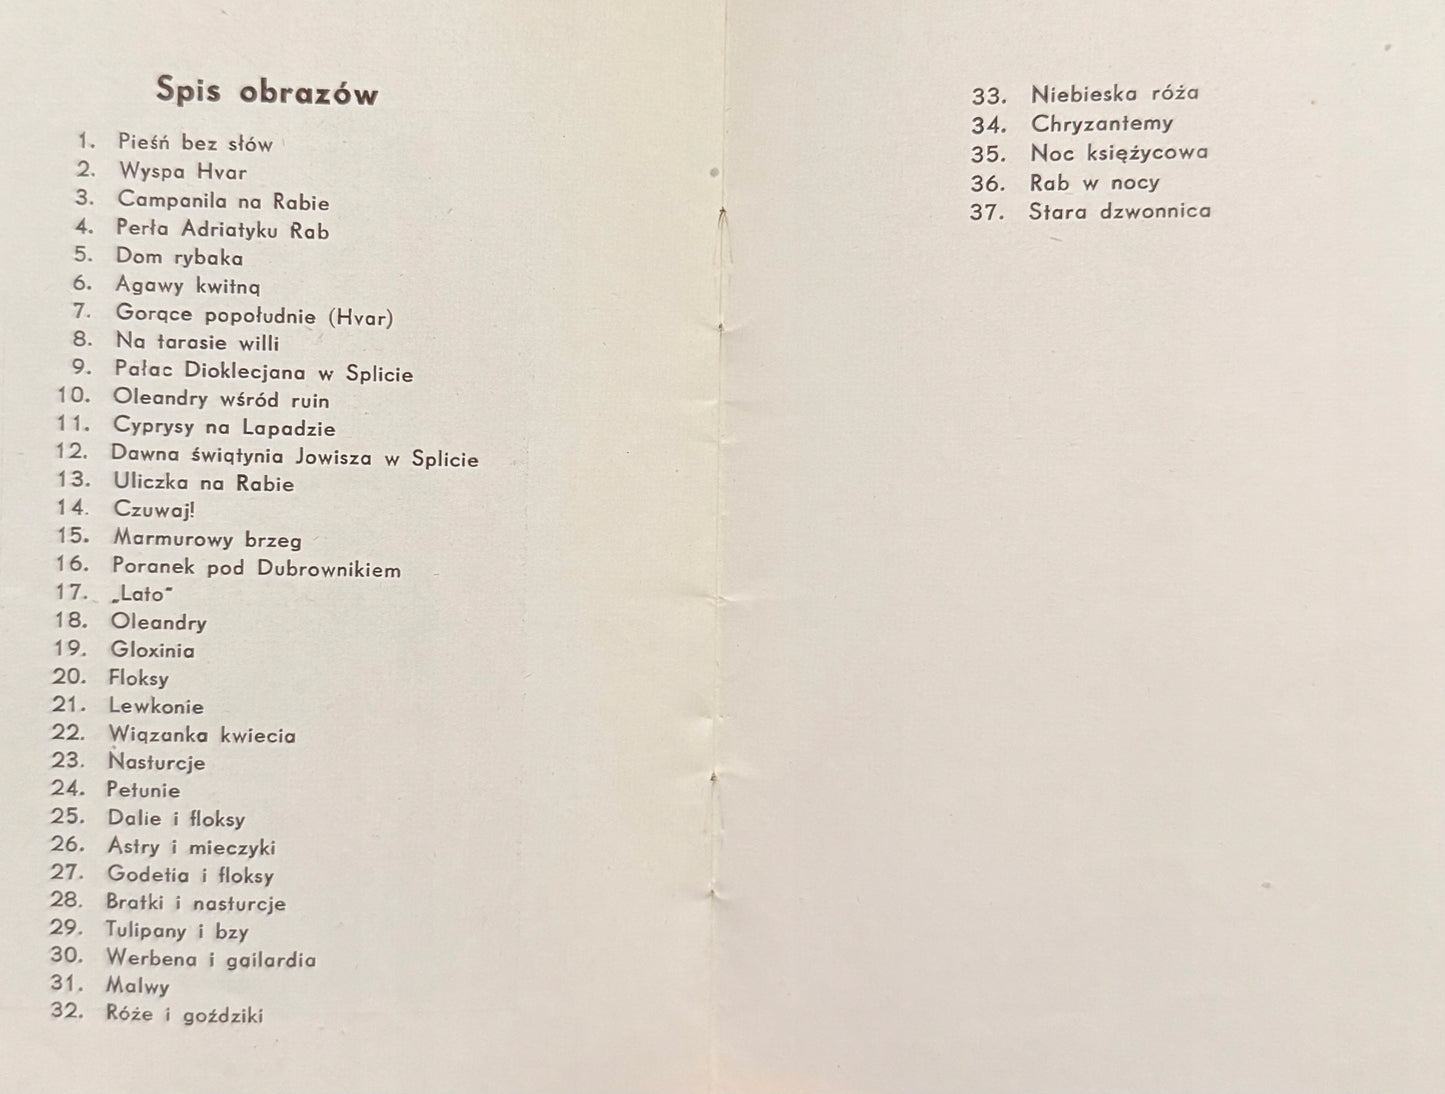 Spis obrazów
1. Pieśń bez słów
2. Wyspa Hvar
3. Campanila na Rabie
4. Perła Adriatyku Rab
5. Dom rybaka
6. Agawy kwitną
7. Gorące popołudnie (Hvar)
8. Na tarasie willi
9. Pałac Dioklecjana w Splicie
10. Oleandry wśród ruin
11. Cyprysy na Lapadzie
12. Dawna świątynia Jowisza w Splicie
13. Uliczka na Rabie
14. Czuwaj!
15. Marmurowy brzeg
16. Poranek pod Dubrownikiem
17. „Lato"
18. Oleandry
19. Gloxinia
20. Floksy
21. Lewkonie
22. Wiązanka kwiecia
23. Nasturcje
24. Petunie
25. Dalie i floksy
26. Astry i mieczyki
27. Godetia i floksy
28. Bratki i nasturcje
29. Tulipany i bzy
30. Werbena i gailardia
31. Malwy
32. Róże i goździki
33. Niebieska róża
34. Chryzantemy
35. Noc księżycowa
36. Rab w nocy
37. Stara dzwonnica